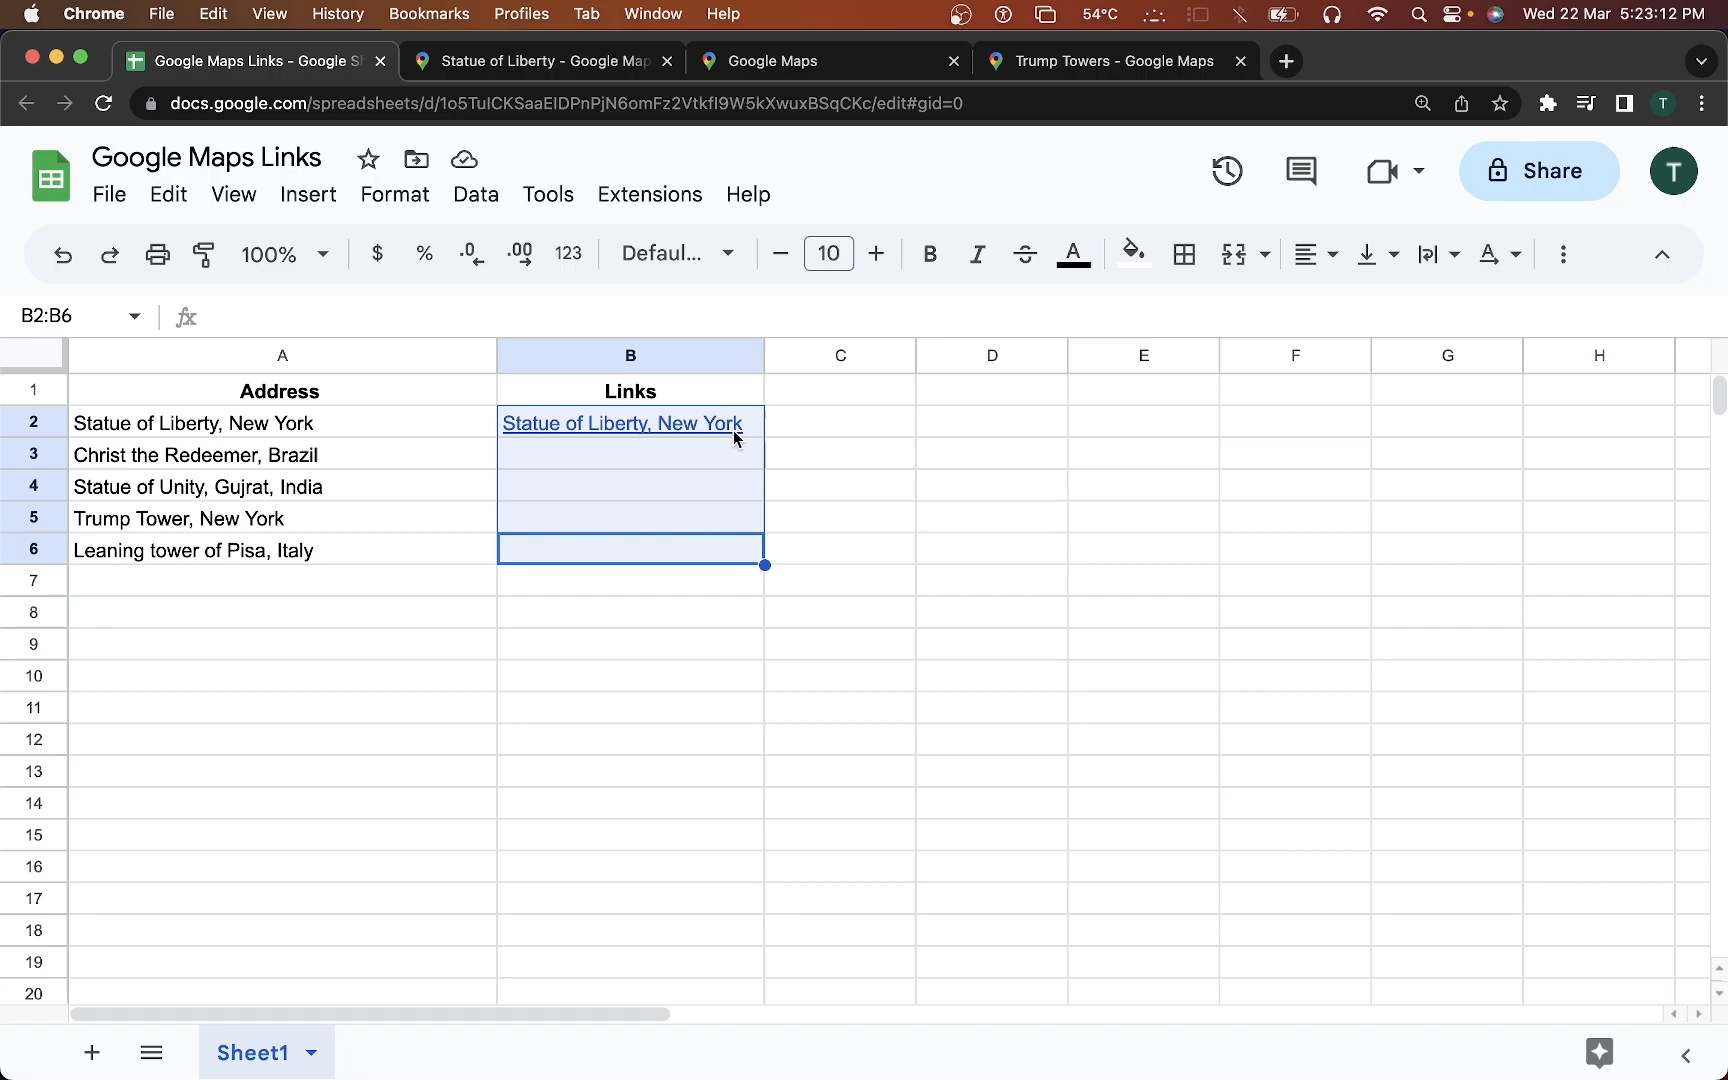 Chrome File Edit View History Bookmarks Profiles Tab Window Help 54°C Wed 22 Mar 5:23:12 PM
Google Maps Links - Google S Statue of Liberty - Google Map Google Maps Trump Towers - Google Maps
docs.google.com/spreadsheets/d/1o5TuICKSaaEIDPnPjN6omFz2Vtkfl9W5kXwuxBSqCKc/edit#gid=0 T
Google Maps Links
File Edit View Insert Format Data Tools Extensions Help
Share T
100% $ % .0 .00 123 Defaul... 10 B I S A A
B2:B6 fx
A B C D E F G H
1 Address Links
2 Statue of Liberty, New York Statue of Liberty, New York
3 Christ the Redeemer, Brazil
4 Statue of Unity, Gujrat, India
5 Trump Tower, New York
6 Leaning tower of Pisa, Italy
7
8
9
10
11
12
13
14
15
16
17
18
19
20
Sheet1